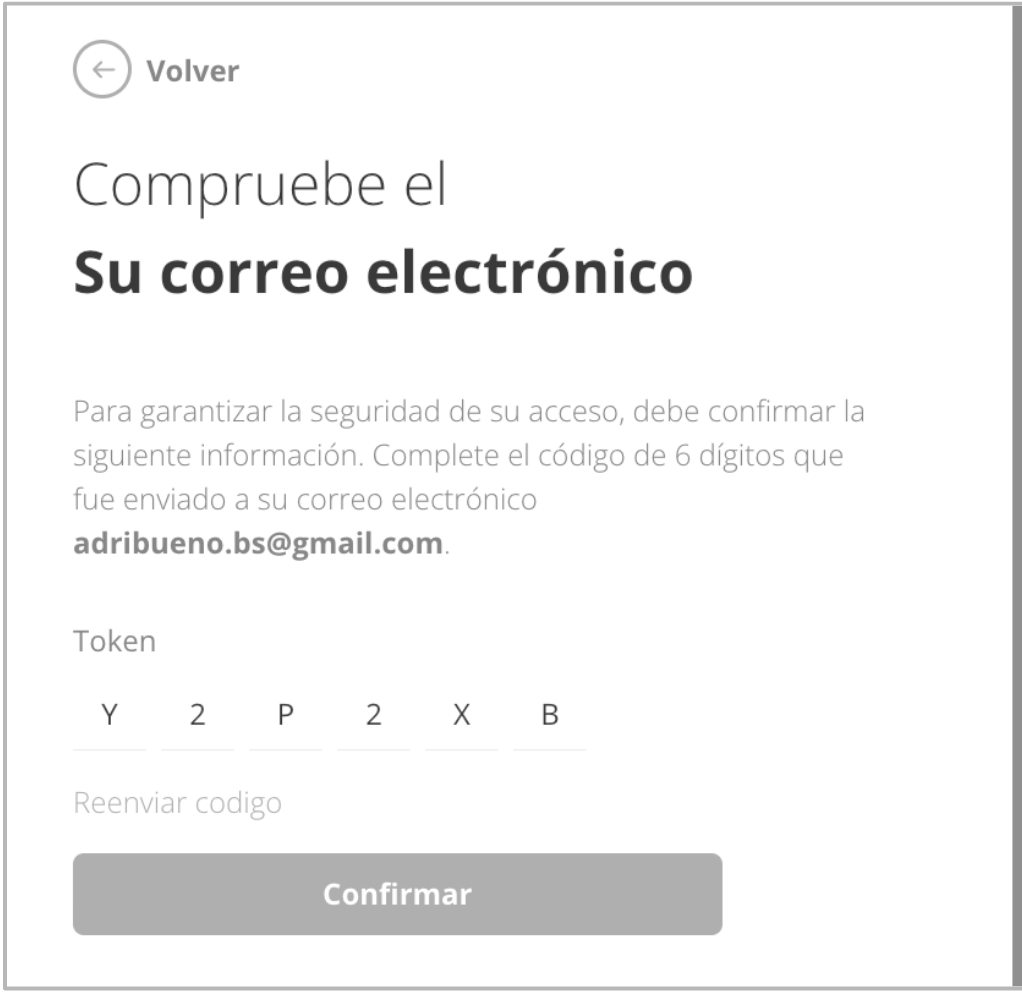 Volver
Compruebe el
Su correo electrónico
Para garantizar la seguridad de su acceso, debe confirmar la
siguiente información. Complete el código de 6 dígitos que
fue enviado a su correo electrónico
adribueno.bs@gmail.com.
Token
Y 2 P 2 X B
Reenviar codigo
Confirmar